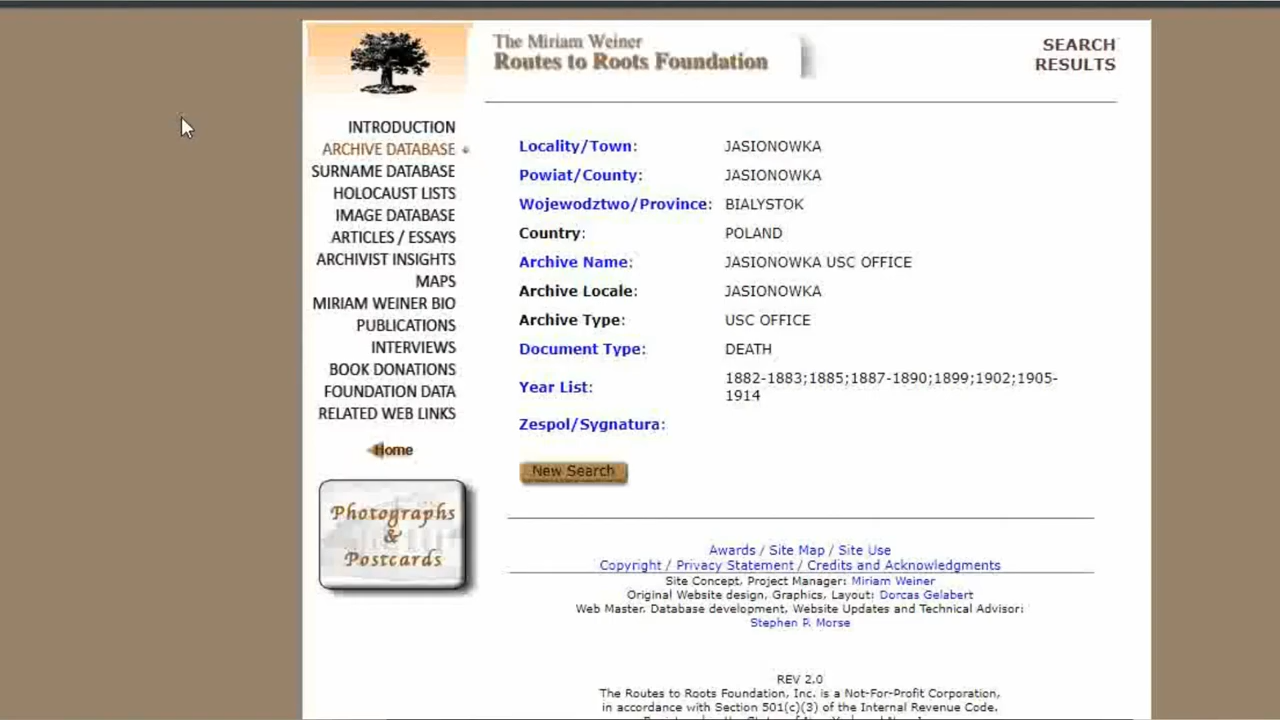 The Miriam Weiner
Routes to Roots Foundation
SEARCH
RESULTS
INTRODUCTION
ARCHIVE DATABASE
SURNAME DATABASE
HOLOCAUST LISTS
IMAGE DATABASE
ARTICLES / ESSAYS
ARCHIVIST INSIGHTS
MAPS
MIRIAM WEINER BIO
PUBLICATIONS
INTERVIEWS
BOOK DONATIONS
FOUNDATION DATA
RELATED WEB LINKS
Home
Photographs
&
Postcards
Locality/Town: JASIONOWKA
Powiat/County: JASIONOWKA
Wojewodztwo/Province: BIALYSTOK
Country: POLAND
Archive Name: JASIONOWKA USC OFFICE
Archive Locale: JASIONOWKA
Archive Type: USC OFFICE
Document Type: DEATH
Year List: 1882-1883;1885;1887-1890;1899;1902;1905-
1914
Zespol/Sygnatura:
New Search
Awards / Site Map / Site Use
Copyright / Privacy Statement / Credits and Acknowledgments
Site Concept, Project Manager: Miriam Weiner
Original Website design, Graphics, Layout: Dorcas Gelabert
Web Master, Database development, Website Updates and Technical Advisor:
Stephen P. Morse
REV 2.0
The Routes to Roots Foundation, Inc. is a Not-For-Profit Corporation,
in accordance with Section 501(c)(3) of the Internal Revenue Code.